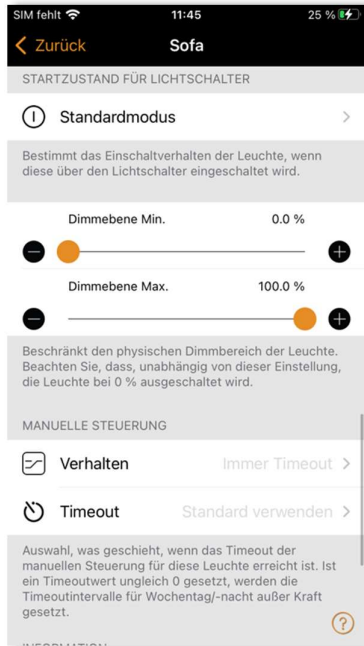 SIM fehlt 11:45 25 %
Zurück Sofa
STARTZUSTAND FÜR LICHTSCHALTER
Standardmodus
Bestimmt das Einschaltverhalten der Leuchte, wenn
diese über den Lichtschalter eingeschaltet wird.
Dimmebene Min. 0.0 %
Dimmebene Max. 100.0 %
Beschränkt den physischen Dimmbereich der Leuchte.
Beachten Sie, dass, unabhängig von dieser Einstellung,
die Leuchte bei 0 % ausgeschaltet wird.
MANUELLE STEUERUNG
Verhalten Immer Timeout
Timeout Standard verwenden
Auswahl, was geschieht, wenn das Timeout der
manuellen Steuerung für diese Leuchte erreicht ist. Ist
ein Timeoutwert ungleich 0 gesetzt, werden die
Timeoutintervalle für Wochentag/-nacht außer Kraft
gesetzt.
?
INFORMATION